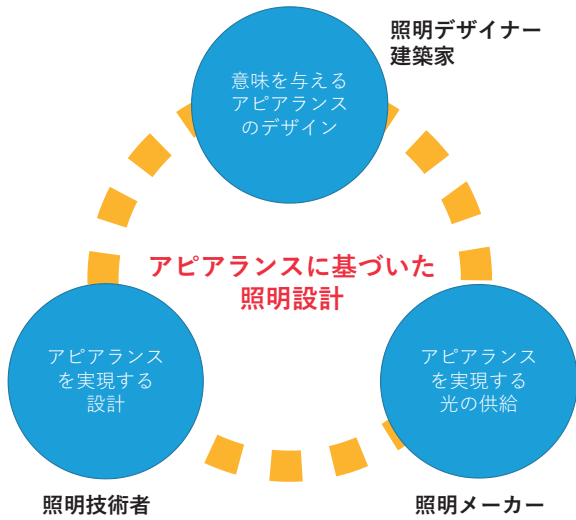 照明デザイナー
建築家
意味を与える
アピアランス
のデザイン
アピアランスに基づいた
照明設計
アピアランス
を実現する
設計
アピアランス
を実現する
光の供給
照明技術者
照明メーカー